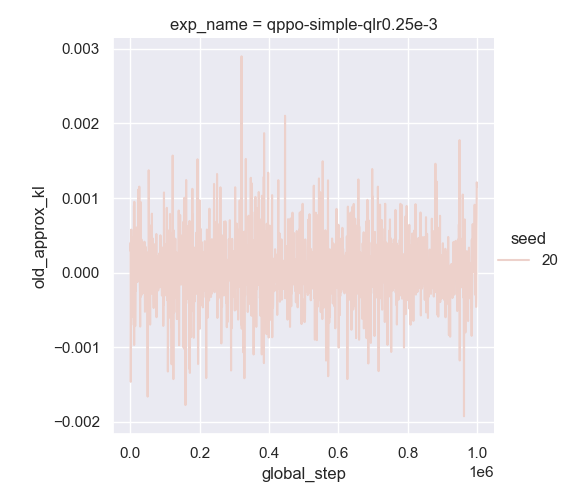 exp_name = qppo-simple-qlr0.25e-3
0.003
0.002
0.001
0.000
−0.001
−0.002
old_approx_kl
0.0 0.2 0.4 0.6 0.8 1.0
1e6
global_step
seed
20